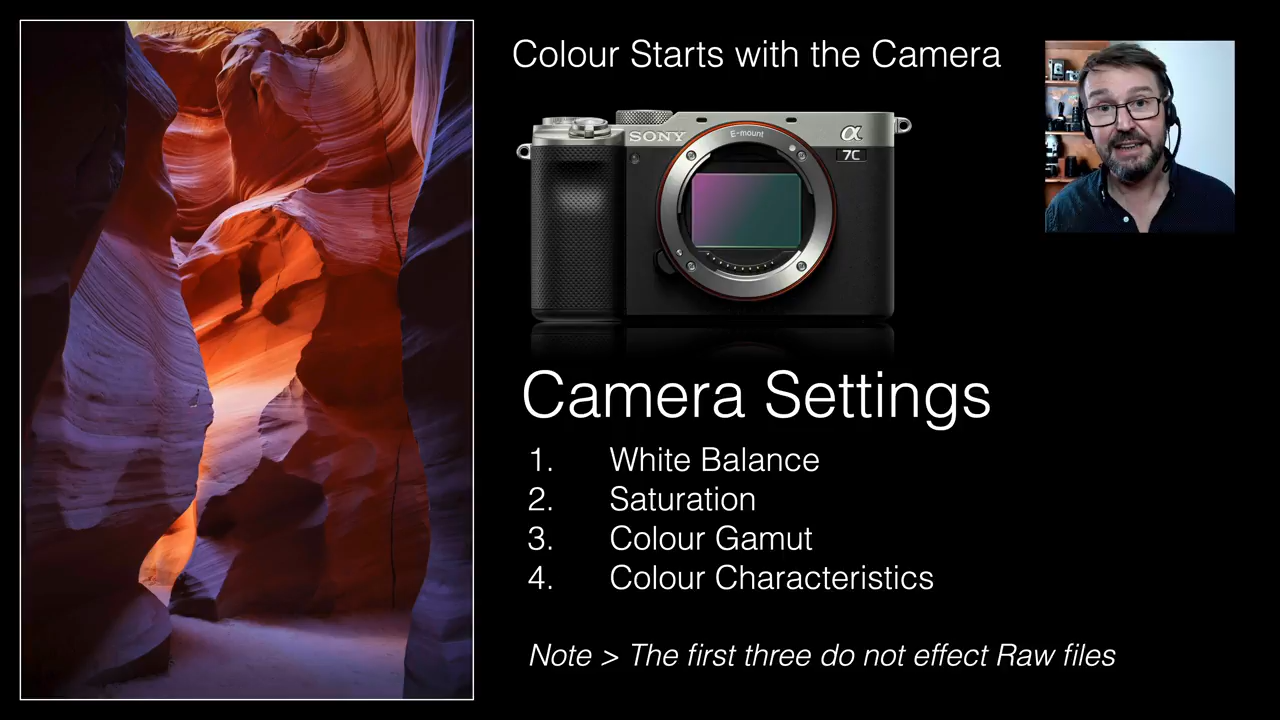 Colour Starts with the Camera
SONY
E-mount
α
7C
Camera Settings
1. White Balance
2. Saturation
3. Colour Gamut
4. Colour Characteristics
Note > The first three do not effect Raw files